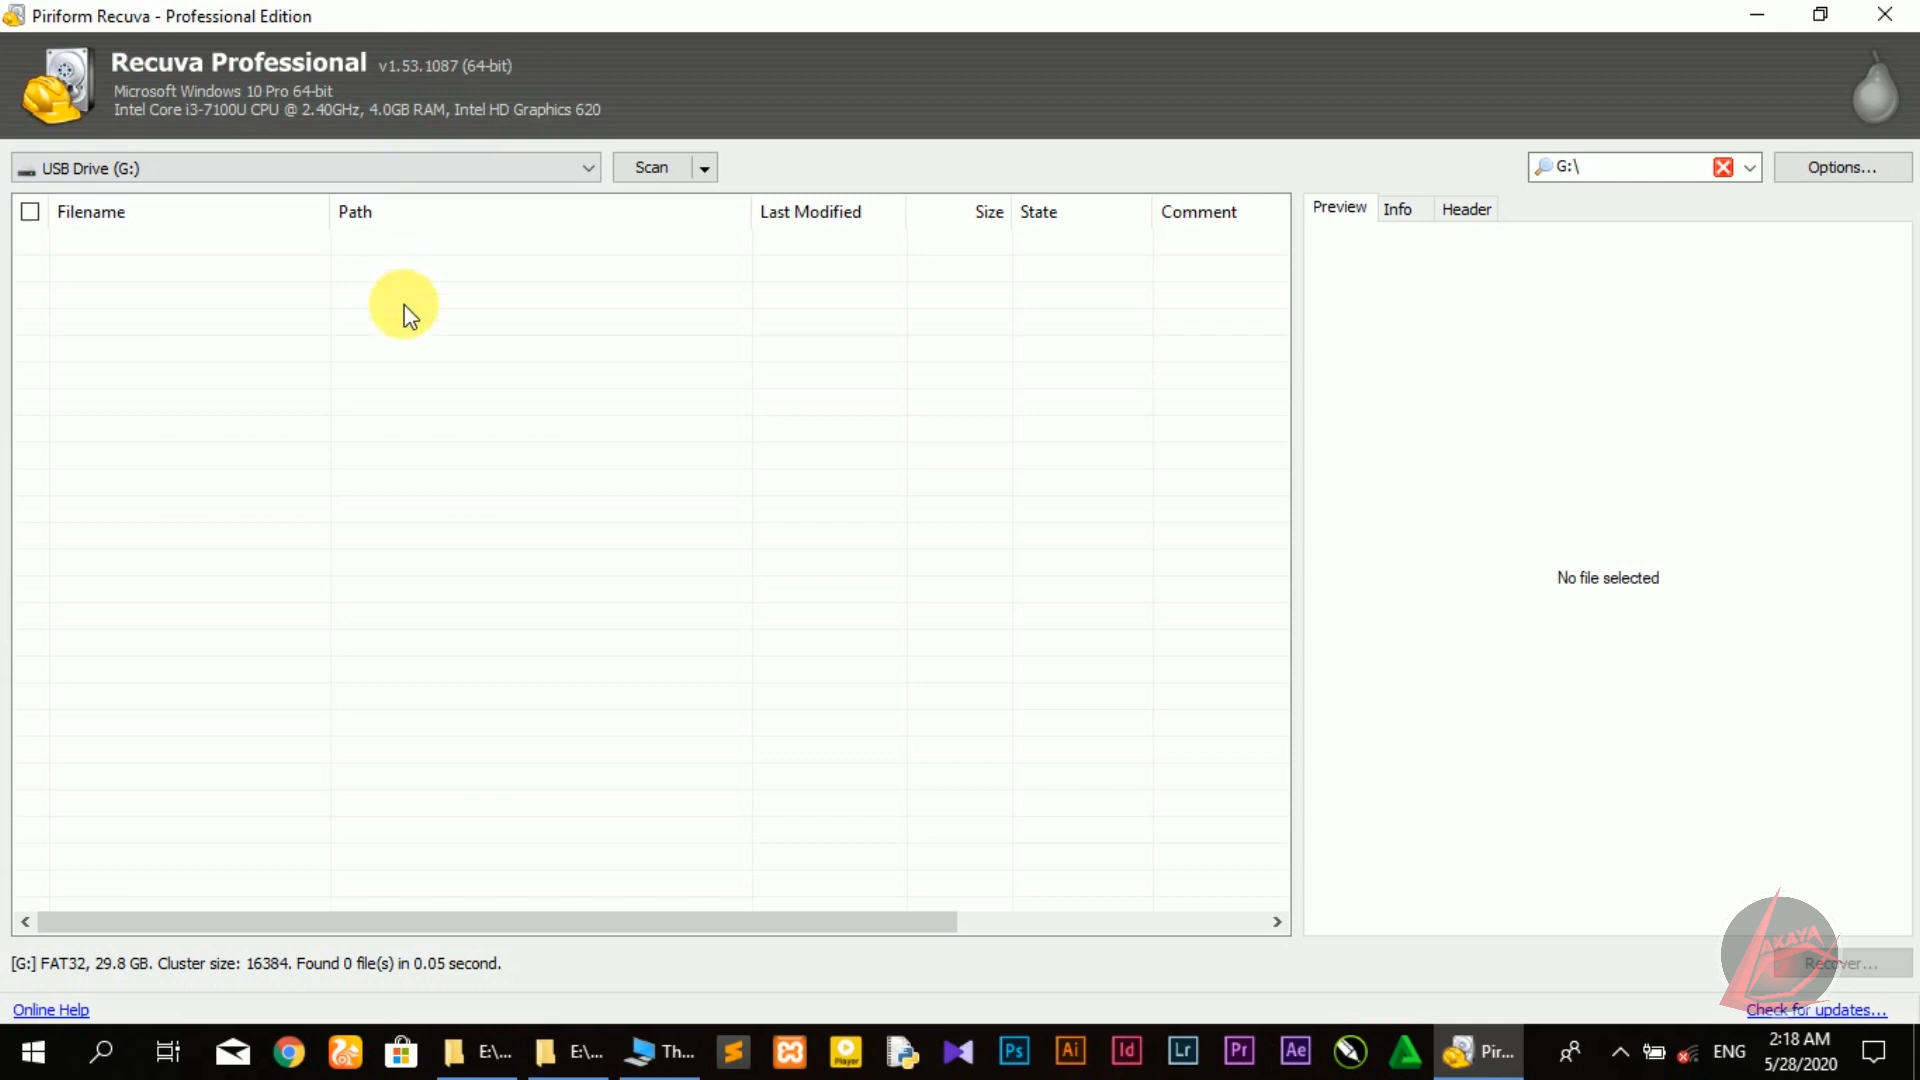 Piriform Recuva - Professional Edition
Recuva Professional v1.53.1087 (64-bit)
Microsoft Windows 10 Pro 64-bit
Intel Core i3-7100U CPU @ 2.40GHz, 4.0GB RAM, Intel HD Graphics 620
USB Drive (G:)
Scan
G:\
Options...
Filename
Path
Last Modified
Size
State
Comment
Preview
Info
Header
No file selected
AKAYA
[G:] FAT32, 29.8 GB. Cluster size: 16384. Found 0 file(s) in 0.05 second.
Recover...
Online Help
Check for updates...
E:\...
E:\...
Th...
Player
Ps
Ai
Id
Lr
Pr
Ae
Pir...
ENG
2:18 AM
5/28/2020